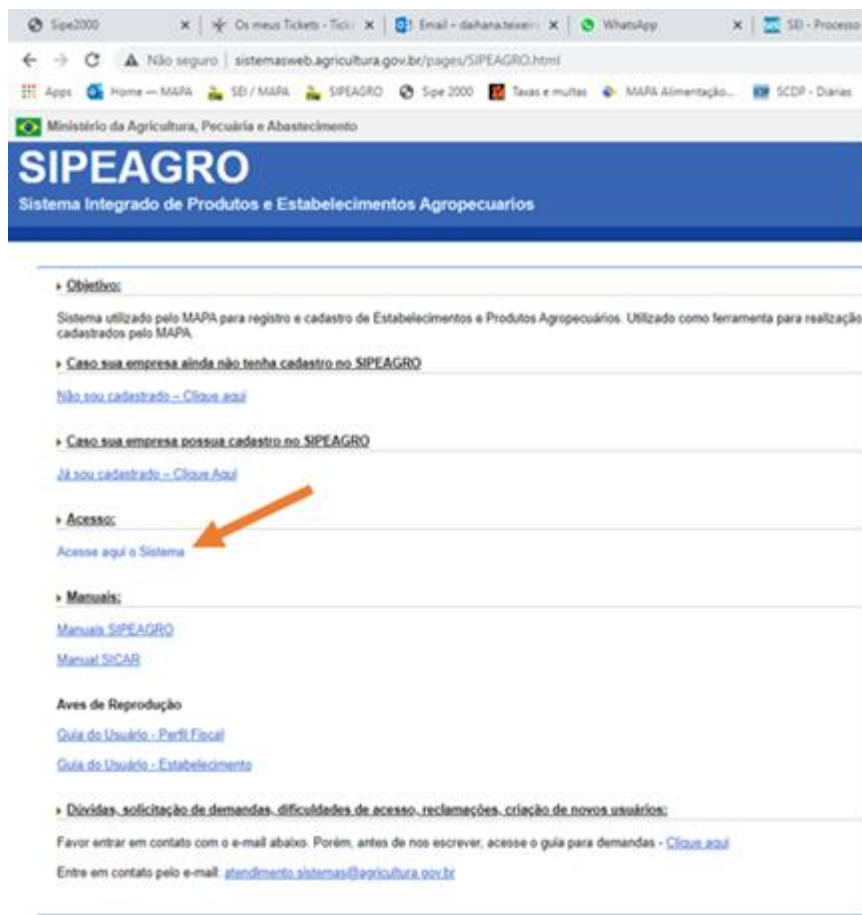 Sipe2000 Os meus Tickets - Tick Email - daihana.teixeir WhatsApp SEI - Processo
Não seguro | sistemasweb.agricultura.gov.br/pages/SIPEAGRO.html
Apps Home — MAPA SEI / MAPA SIPEAGRO Sipe 2000 Taxas e multas MAPA Alimentação... SCDP - Diárias
Ministério da Agricultura, Pecuária e Abastecimento
SIPEAGRO
Sistema Integrado de Produtos e Estabelecimentos Agropecuarios
Objetivo:
Sistema utilizado pelo MAPA para registro e cadastro de Estabelecimentos e Produtos Agropecuários. Utilizado como ferramenta para realização
cadastrados pelo MAPA.
Caso sua empresa ainda não tenha cadastro no SIPEAGRO
Não sou cadastrado – Clique aqui
Caso sua empresa possua cadastro no SIPEAGRO
Já sou cadastrado – Clique Aqui
Acesso:
Acesse aqui o Sistema
Manuais:
Manuais SIPEAGRO
Manual SICAR
Aves de Reprodução
Guia do Usuário - Perfil Fiscal
Guia do Usuário - Estabelecimento
Dúvidas, solicitação de demandas, dificuldades de acesso, reclamações, criação de novos usuários:
Favor entrar em contato com o e-mail abaixo. Porém, antes de nos escrever, acesse o guia para demandas - Clique aqui
Entre em contato pelo e-mail: atendimento.sistemas@agricultura.gov.br